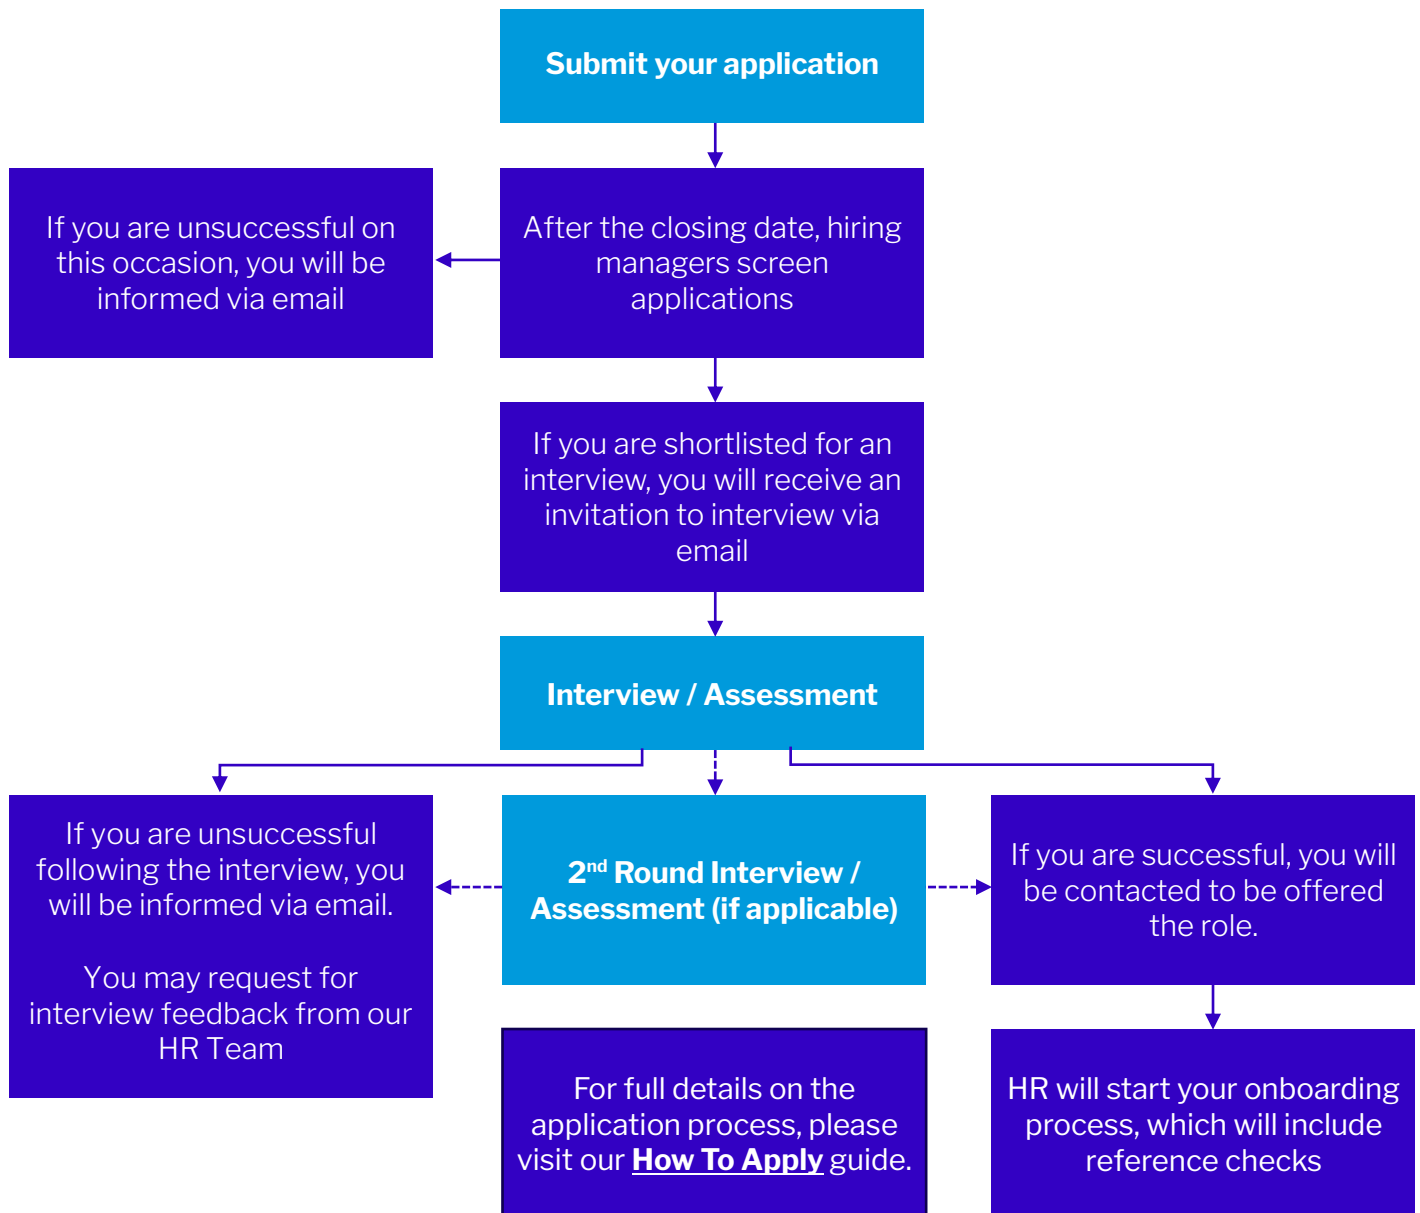 Submit your application
If you are unsuccessful on
this occasion, you will be
informed via email
After the closing date, hiring
managers screen
applications
If you are shortlisted for an
interview, you will receive an
invitation to interview via
email
Interview / Assessment
If you are unsuccessful
following the interview, you
will be informed via email.
You may request for
interview feedback from our
HR Team
2nd Round Interview /
Assessment (if applicable)
If you are successful, you will
be contacted to be offered
the role.
For full details on the
application process, please
visit our How To Apply guide.
HR will start your onboarding
process, which will include
reference checks